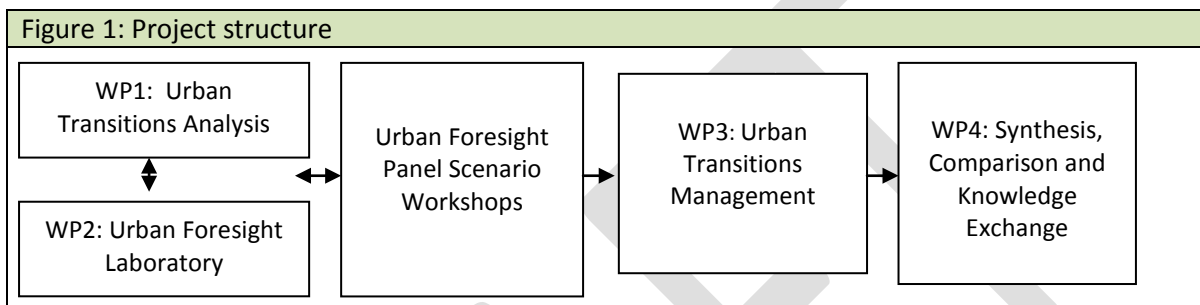 Figure 1: Project structure
WP1: Urban
Transitions Analysis
WP2: Urban Foresight
Laboratory
Urban Foresight
Panel Scenario
Workshops
WP3: Urban
Transitions
Management
WP4: Synthesis,
Comparison and
Knowledge
Exchange